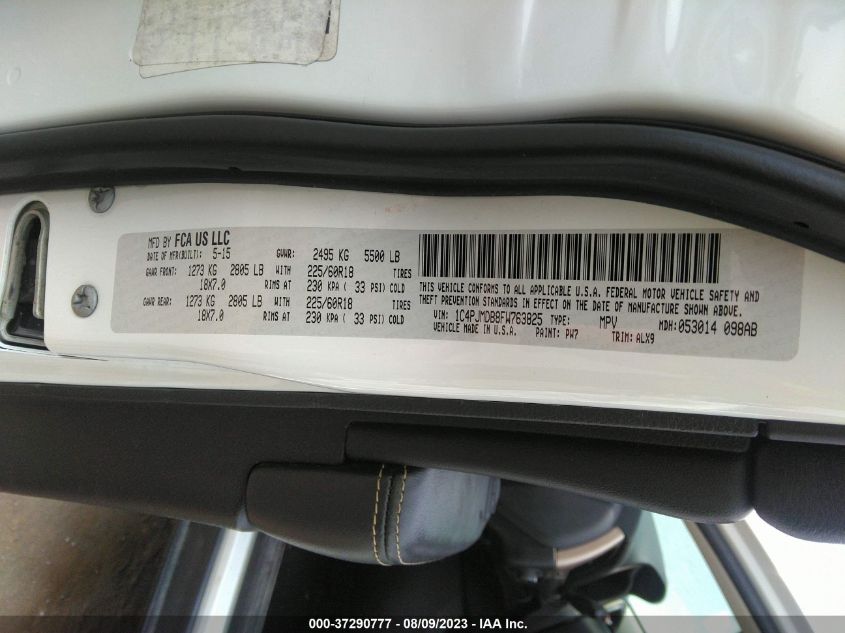 MFD BY FCA US LLC
DATE OF MFR(BUILT): 5-15 GVWR: 2495 KG 5500 LB
GAWR FRONT: 1273 KG 2805 LB WITH 225/60R18 TIRES
18X7.0 RIMS AT 230 KPA ( 33 PSI) COLD
GAWR REAR: 1273 KG 2805 LB WITH 225/60R18 TIRES
18X7.0 RIMS AT 230 KPA ( 33 PSI) COLD
THIS VEHICLE CONFORMS TO ALL APPLICABLE U.S.A. FEDERAL MOTOR VEHICLE SAFETY AND
THEFT PREVENTION STANDARDS IN EFFECT ON THE DATE OF MANUFACTURE SHOWN ABOVE.
VIN: 1C4PJMDB8FW763825 TYPE: MPV MDH: 053014 098AB
VEHICLE MADE IN U.S.A. PAINT: PW7 TRIM: ALX9
000-37290777 - 08/09/2023 - IAA Inc.